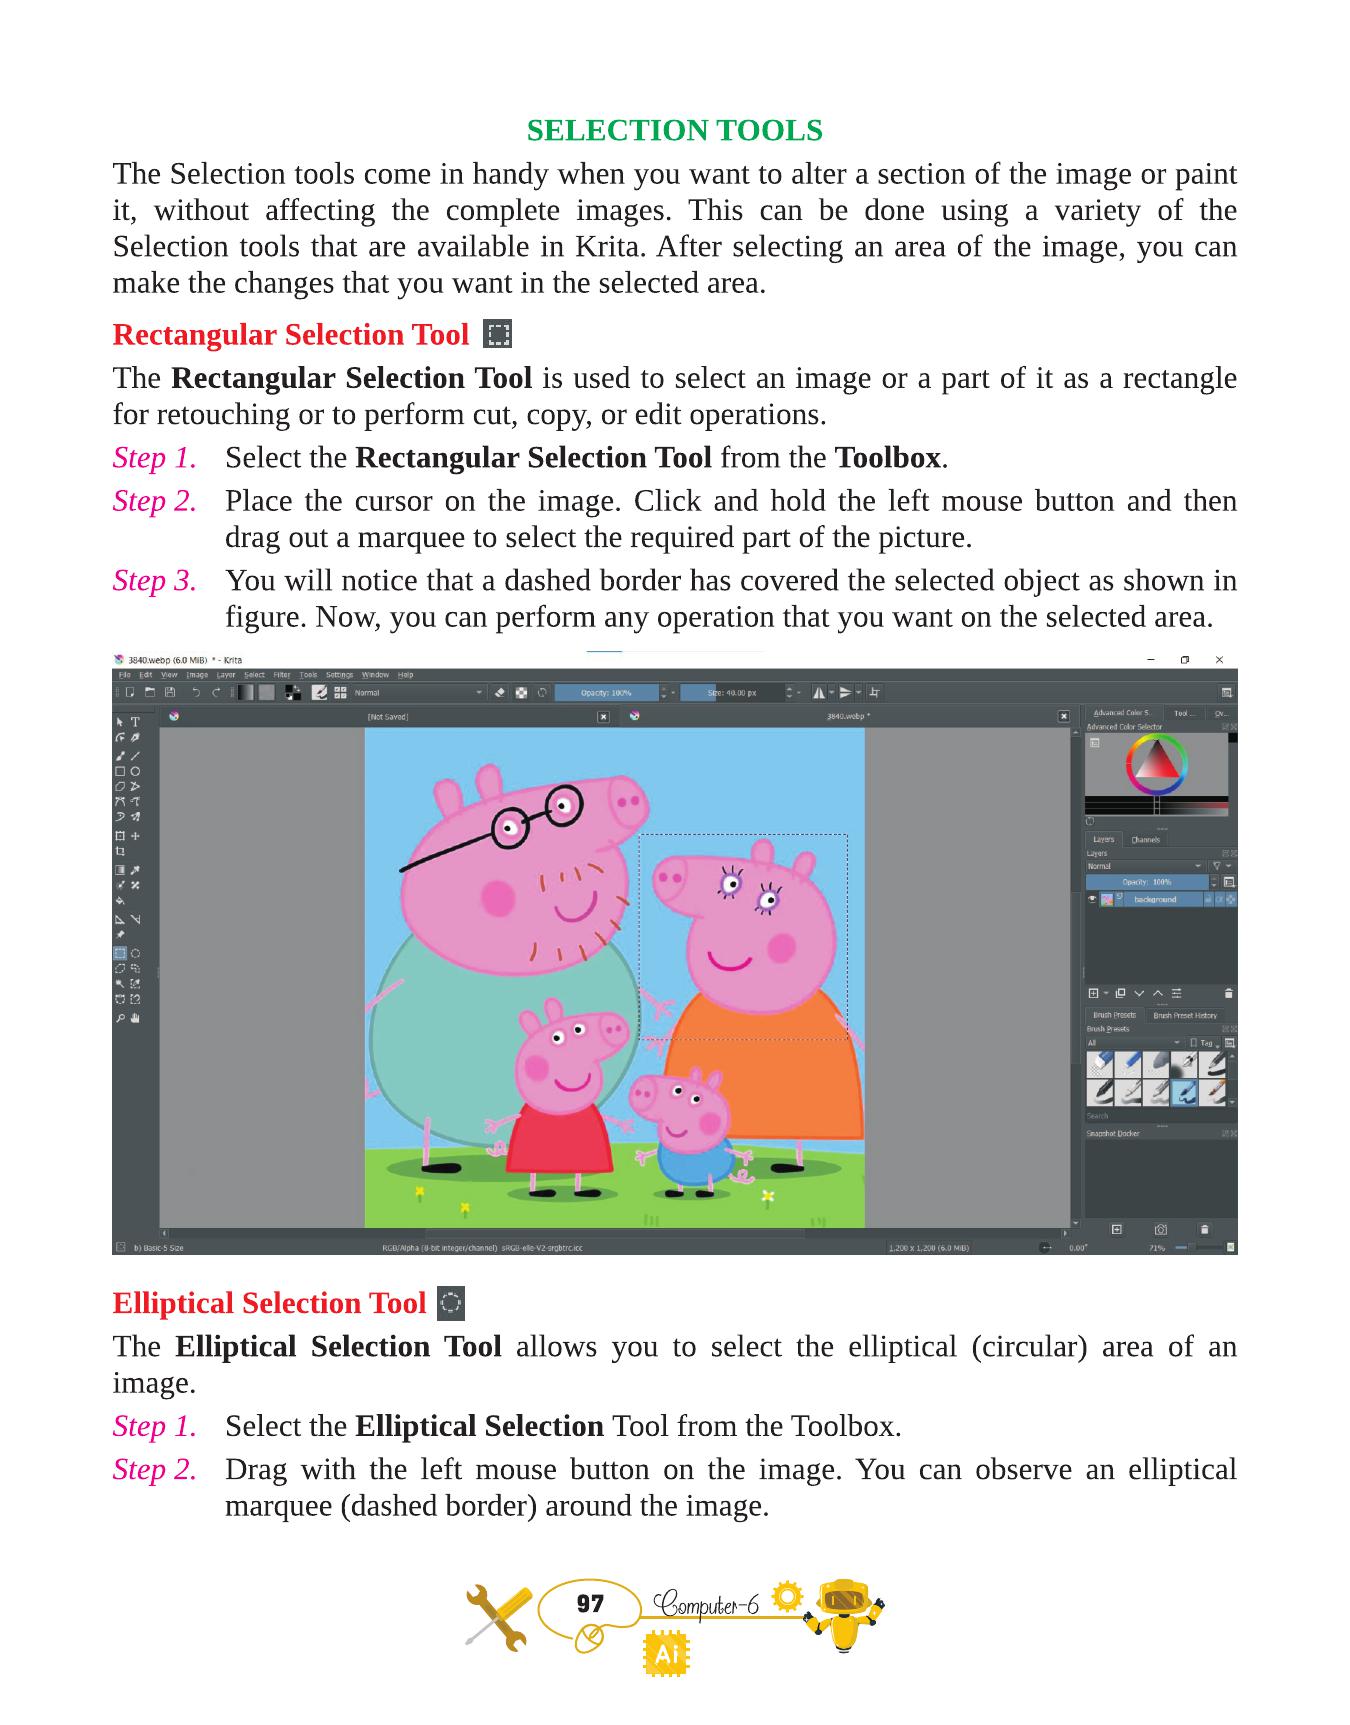 SELECTION TOOLS
The Selection tools come in handy when you want to alter a section of the image or paint
it, without affecting the complete images. This can be done using a variety of the
Selection tools that are available in Krita. After selecting an area of the image, you can
make the changes that you want in the selected area.
Rectangular Selection Tool
The Rectangular Selection Tool is used to select an image or a part of it as a rectangle
for retouching or to perform cut, copy, or edit operations.
Step 1. Select the Rectangular Selection Tool from the Toolbox.
Step 2. Place the cursor on the image. Click and hold the left mouse button and then
drag out a marquee to select the required part of the picture.
Step 3. You will notice that a dashed border has covered the selected object as shown in
figure. Now, you can perform any operation that you want on the selected area.
3840.webp (6.0 MiB) * - Krita
File Edit View Image Layer Select Filter Tools Settings Window Help
Normal Opacity: 100% Size: 40.00 px
[Not Saved] 3840.webp *
Advanced Color S... Tool ... Ov...
Advanced Color Selector
Layers Channels
Layers
Normal
Opacity: 100%
background
Brush Presets Brush Preset History
Brush Presets
All Tag
Search
Snapshot Docker
b) Basic-5 Size RGB/Alpha (8-bit integer/channel) sRGB-elle-V2-srgbtrc.icc 1,200 x 1,200 (6.0 MiB) 0.00° 71%
Elliptical Selection Tool
The Elliptical Selection Tool allows you to select the elliptical (circular) area of an
image.
Step 1. Select the Elliptical Selection Tool from the Toolbox.
Step 2. Drag with the left mouse button on the image. You can observe an elliptical
marquee (dashed border) around the image.
97 Computer-6
Ai